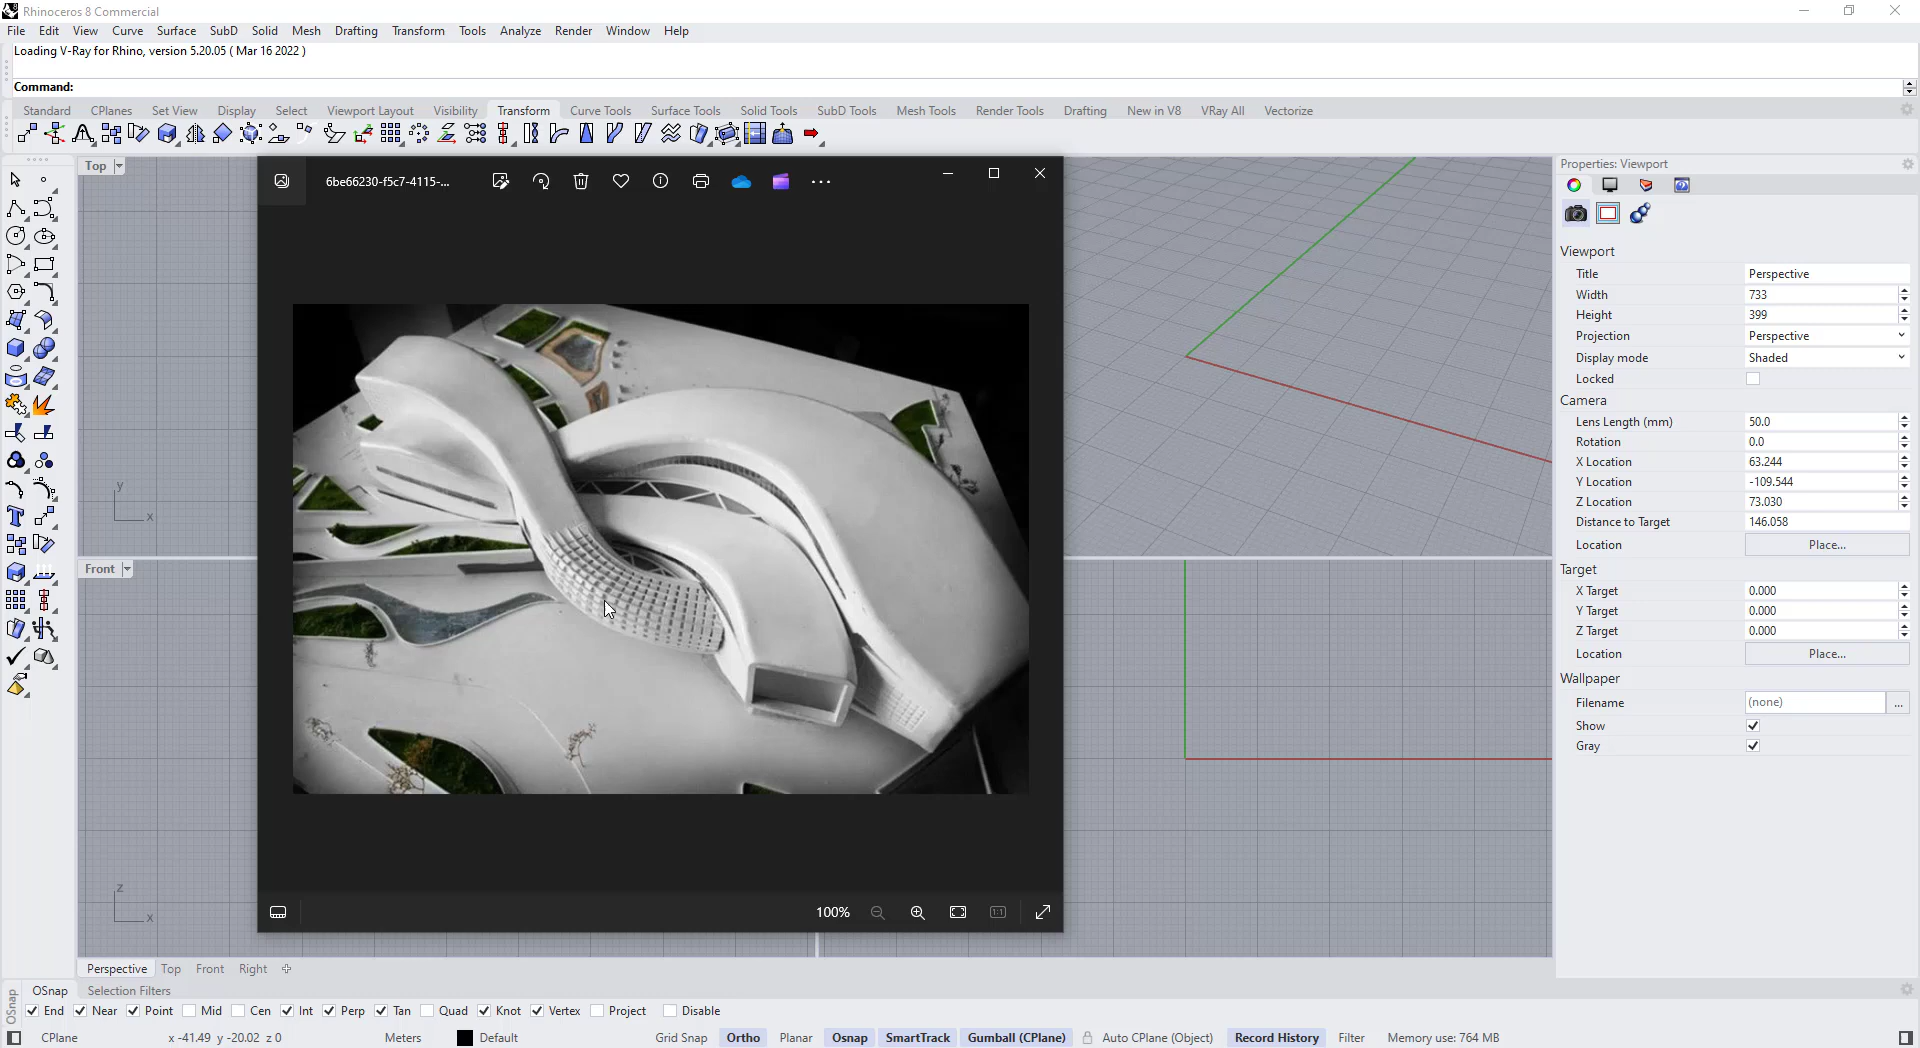 Rhinoceros 8 Commercial
File Edit View Curve Surface SubD Solid Mesh Drafting Transform Tools Analyze Render Window Help
Loading V-Ray for Rhino, version 5.20.05 ( Mar 16 2022 )
Command:
Standard CPlanes Set View Display Select Viewport Layout Visibility Transform Curve Tools Surface Tools Solid Tools SubD Tools Mesh Tools Render Tools Drafting New in V8 VRay All Vectorize
Top
6be66230-f5c7-4115-...
Properties: Viewport
Viewport
Title Perspective
Width 733
Height 399
Projection Perspective
Display mode Shaded
Locked
Camera
Lens Length (mm) 50.0
Rotation 0.0
X Location 63.244
Y Location -109.544
Z Location 73.030
Distance to Target 146.058
Location Place...
Target
X Target 0.000
Y Target 0.000
Z Target 0.000
Location Place...
Wallpaper
Filename (none) ...
Show
Gray
y
x
Front
z
x
100%
1:1
Perspective Top Front Right
OSnap Selection Filters
OSnap
End Near Point Mid Cen Int Perp Tan Quad Knot Vertex Project Disable
CPlane x -41.49 y -20.02 z 0 Meters Default Grid Snap Ortho Planar Osnap SmartTrack Gumball (CPlane) Auto CPlane (Object) Record History Filter Memory use: 764 MB